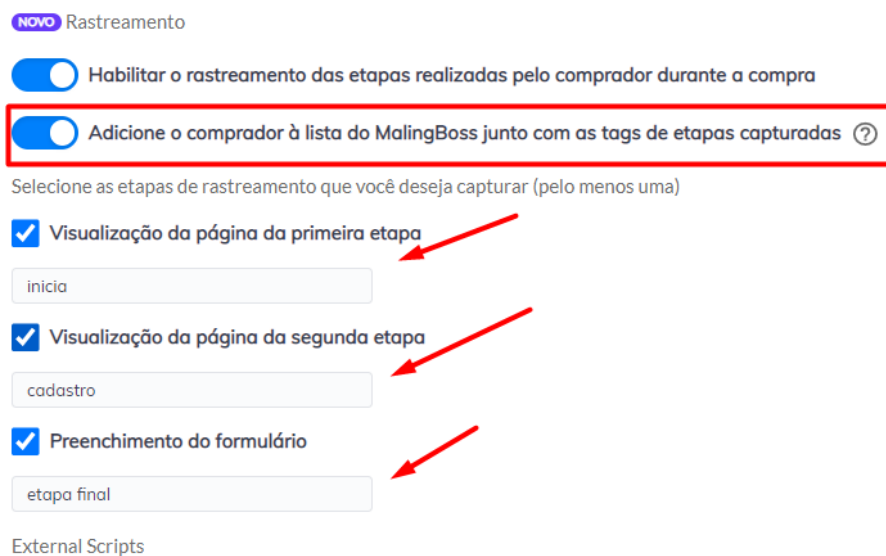 NOVO Rastreamento
Habilitar o rastreamento das etapas realizadas pelo comprador durante a compra
Adicione o comprador à lista do MalingBoss junto com as tags de etapas capturadas ?
Selecione as etapas de rastreamento que você deseja capturar (pelo menos uma)
Visualização da página da primeira etapa
inicia
Visualização da página da segunda etapa
cadastro
Preenchimento do formulário
etapa final
External Scripts